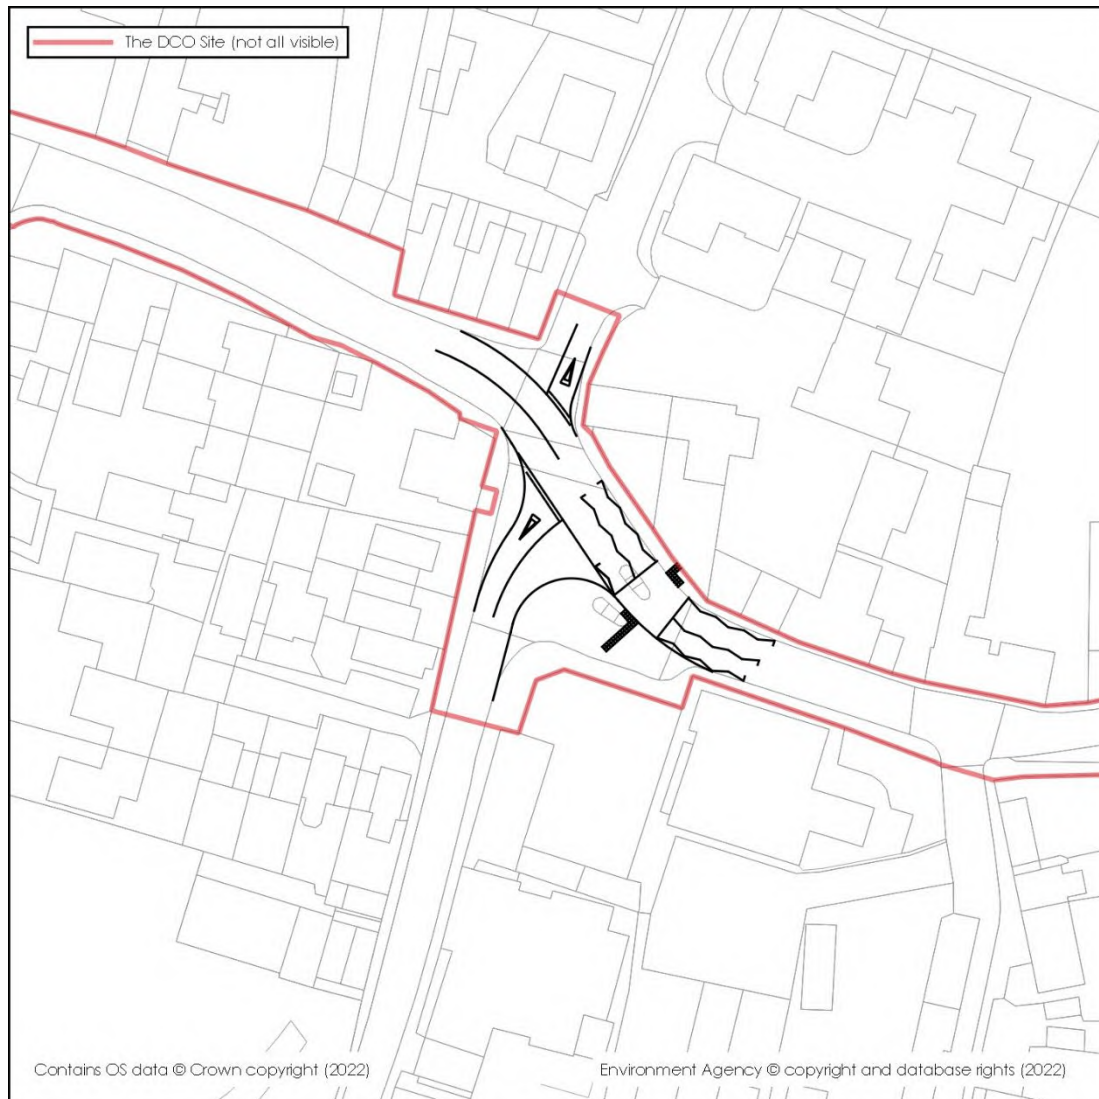 The DCO Site (not all visible)
Contains OS data © Crown copyright (2022)
Environment Agency © copyright and database rights (2022)